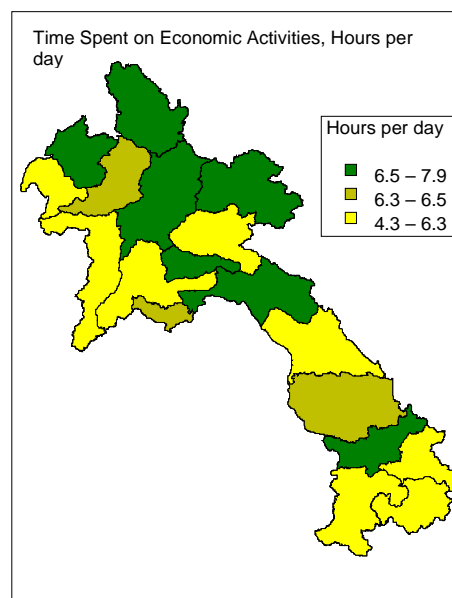 Time Spent on Economic Activities, Hours per
day
Hours per day
6.5 – 7.9
6.3 – 6.5
4.3 – 6.3